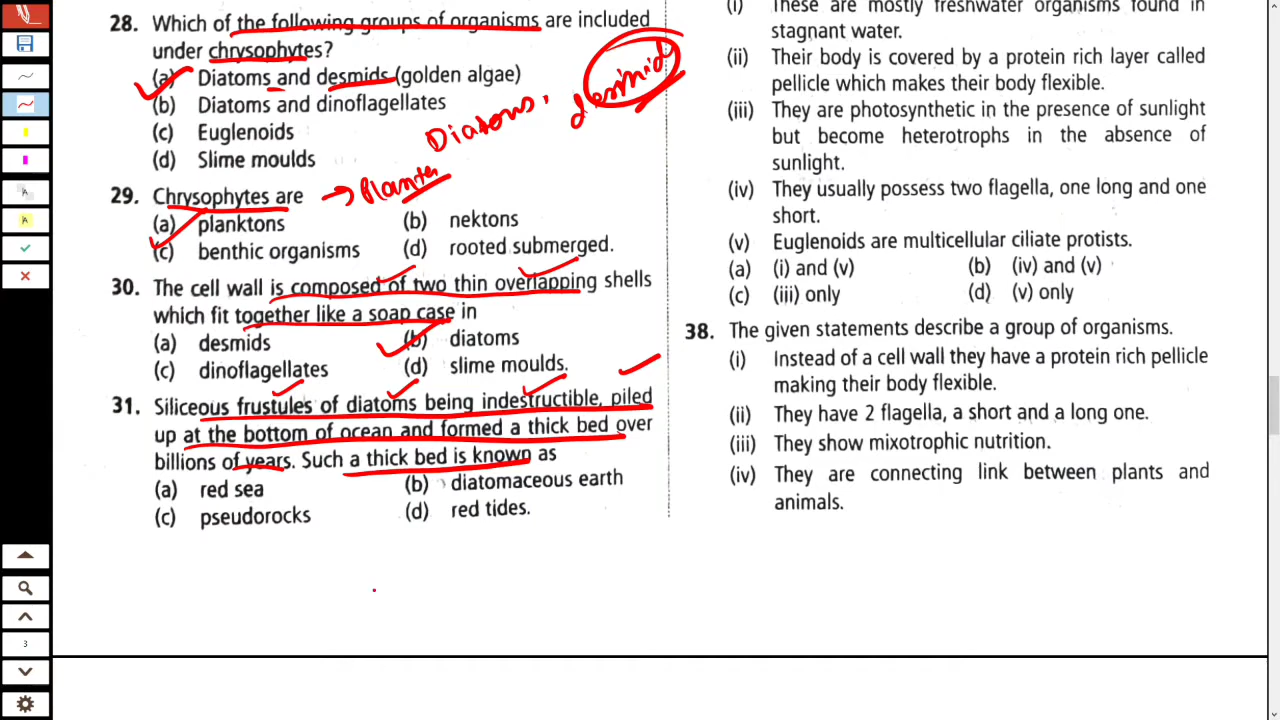 28. Which of the following groups of organisms are included
under chrysophytes?
(a) Diatoms and desmids (golden algae)
(b) Diatoms and dinoflagellates
(c) Euglenoids
(d) Slime moulds
Diatoms, desmid
29. Chrysophytes are
(a) planktons (b) nektons
(c) benthic organisms (d) rooted submerged.
30. The cell wall is composed of two thin overlapping shells
which fit together like a soap case in
(a) desmids (b) diatoms
(c) dinoflagellates (d) slime moulds.
31. Siliceous frustules of diatoms being indestructible, piled
up at the bottom of ocean and formed a thick bed over
billions of years. Such a thick bed is known as
(a) red sea (b) diatomaceous earth
(c) pseudorocks (d) red tides.
(i) These are mostly freshwater organisms found in
stagnant water.
(ii) Their body is covered by a protein rich layer called
pellicle which makes their body flexible.
(iii) They are photosynthetic in the presence of sunlight
but become heterotrophs in the absence of
sunlight.
(iv) They usually possess two flagella, one long and one
short.
(v) Euglenoids are multicellular ciliate protists.
(a) (i) and (v) (b) (iv) and (v)
(c) (iii) only (d) (v) only
38. The given statements describe a group of organisms.
(i) Instead of a cell wall they have a protein rich pellicle
making their body flexible.
(ii) They have 2 flagella, a short and a long one.
(iii) They show mixotrophic nutrition.
(iv) They are connecting link between plants and
animals.
3